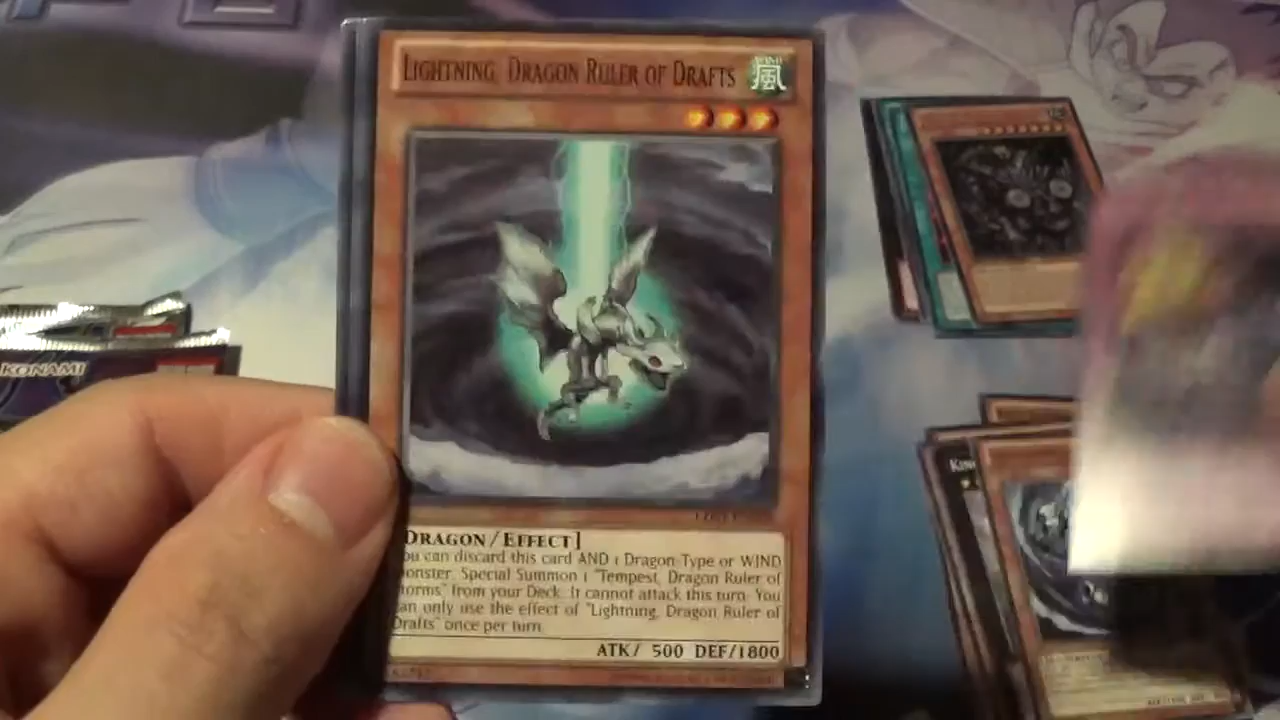 LIGHTNING, DRAGON RULER OF DRAFTS
WIND
風
DRAGON/EFFECT]
ou can discard this card AND 1 Dragon-Type or WIND
onster; Special Summon 1 "Tempest, Dragon Ruler of
torms" from your Deck. It cannot attack this turn. You
an only use the effect of "Lightning, Dragon Ruler of
Drafts" once per turn.
ATK/ 500 DEF/1800
KONAMI